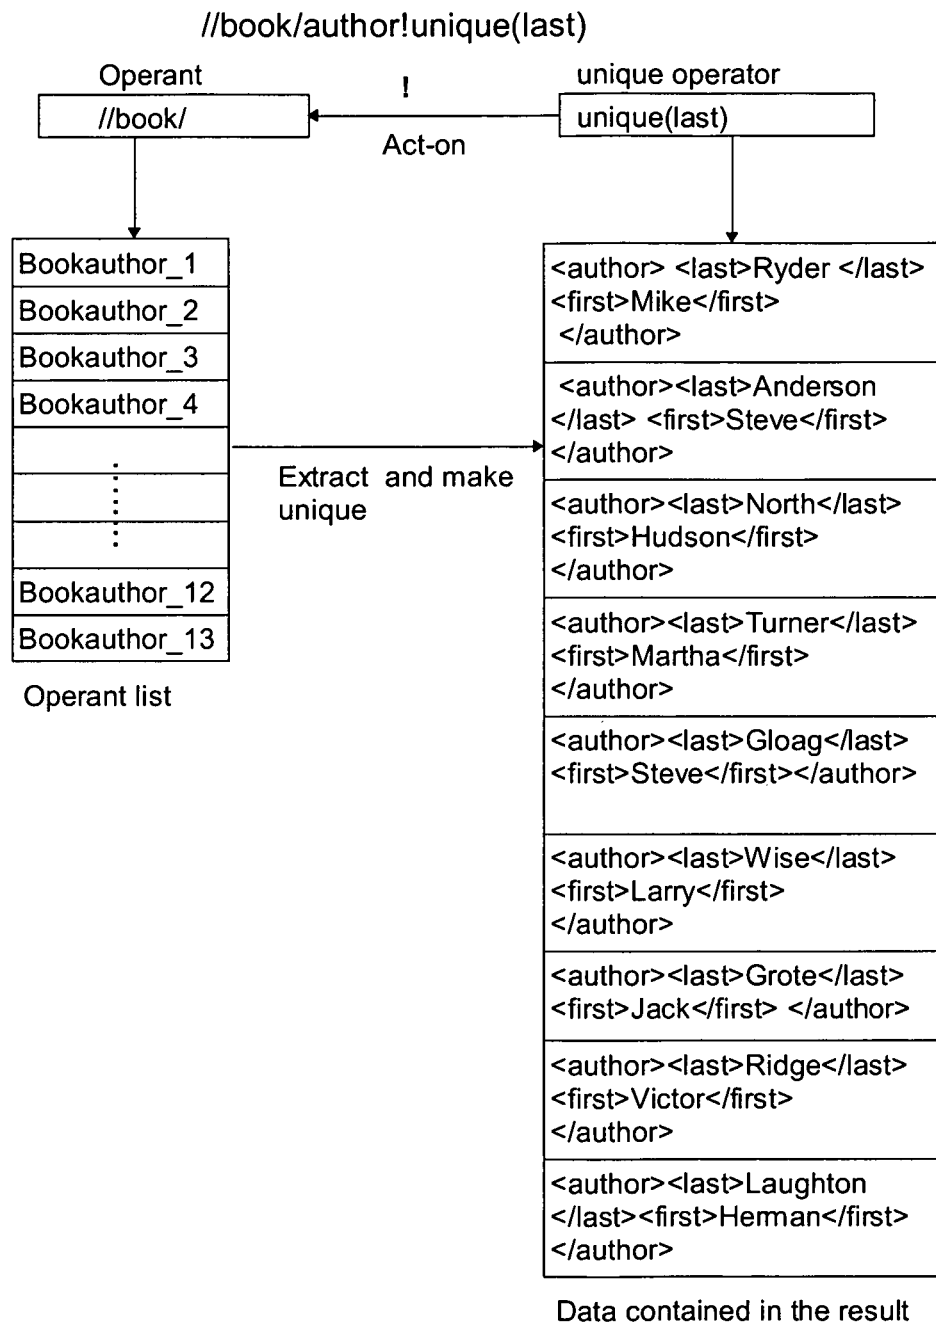 //book/author!unique(last)
Operant
!
unique operator
//book/
unique(last)
Act-on
Bookauthor_1
Bookauthor_2
Bookauthor_3
Bookauthor_4
Bookauthor_12
Bookauthor_13
Operant list
Extract and make
unique
<author> <last>Ryder </last>
<first>Mike</first>
</author>
<author><last>Anderson
</last> <first>Steve</first>
</author>
<author><last>North</last>
<first>Hudson</first>
</author>
<author><last>Turner</last>
<first>Martha</first>
</author>
<author><last>Gloag</last>
<first>Steve</first></author>
<author><last>Wise</last>
<first>Larry</first>
</author>
<author><last>Grote</last>
<first>Jack</first> </author>
<author><last>Ridge</last>
<first>Victor</first>
</author>
<author><last>Laughton
</last><first>Herman</first>
</author>
Data contained in the result